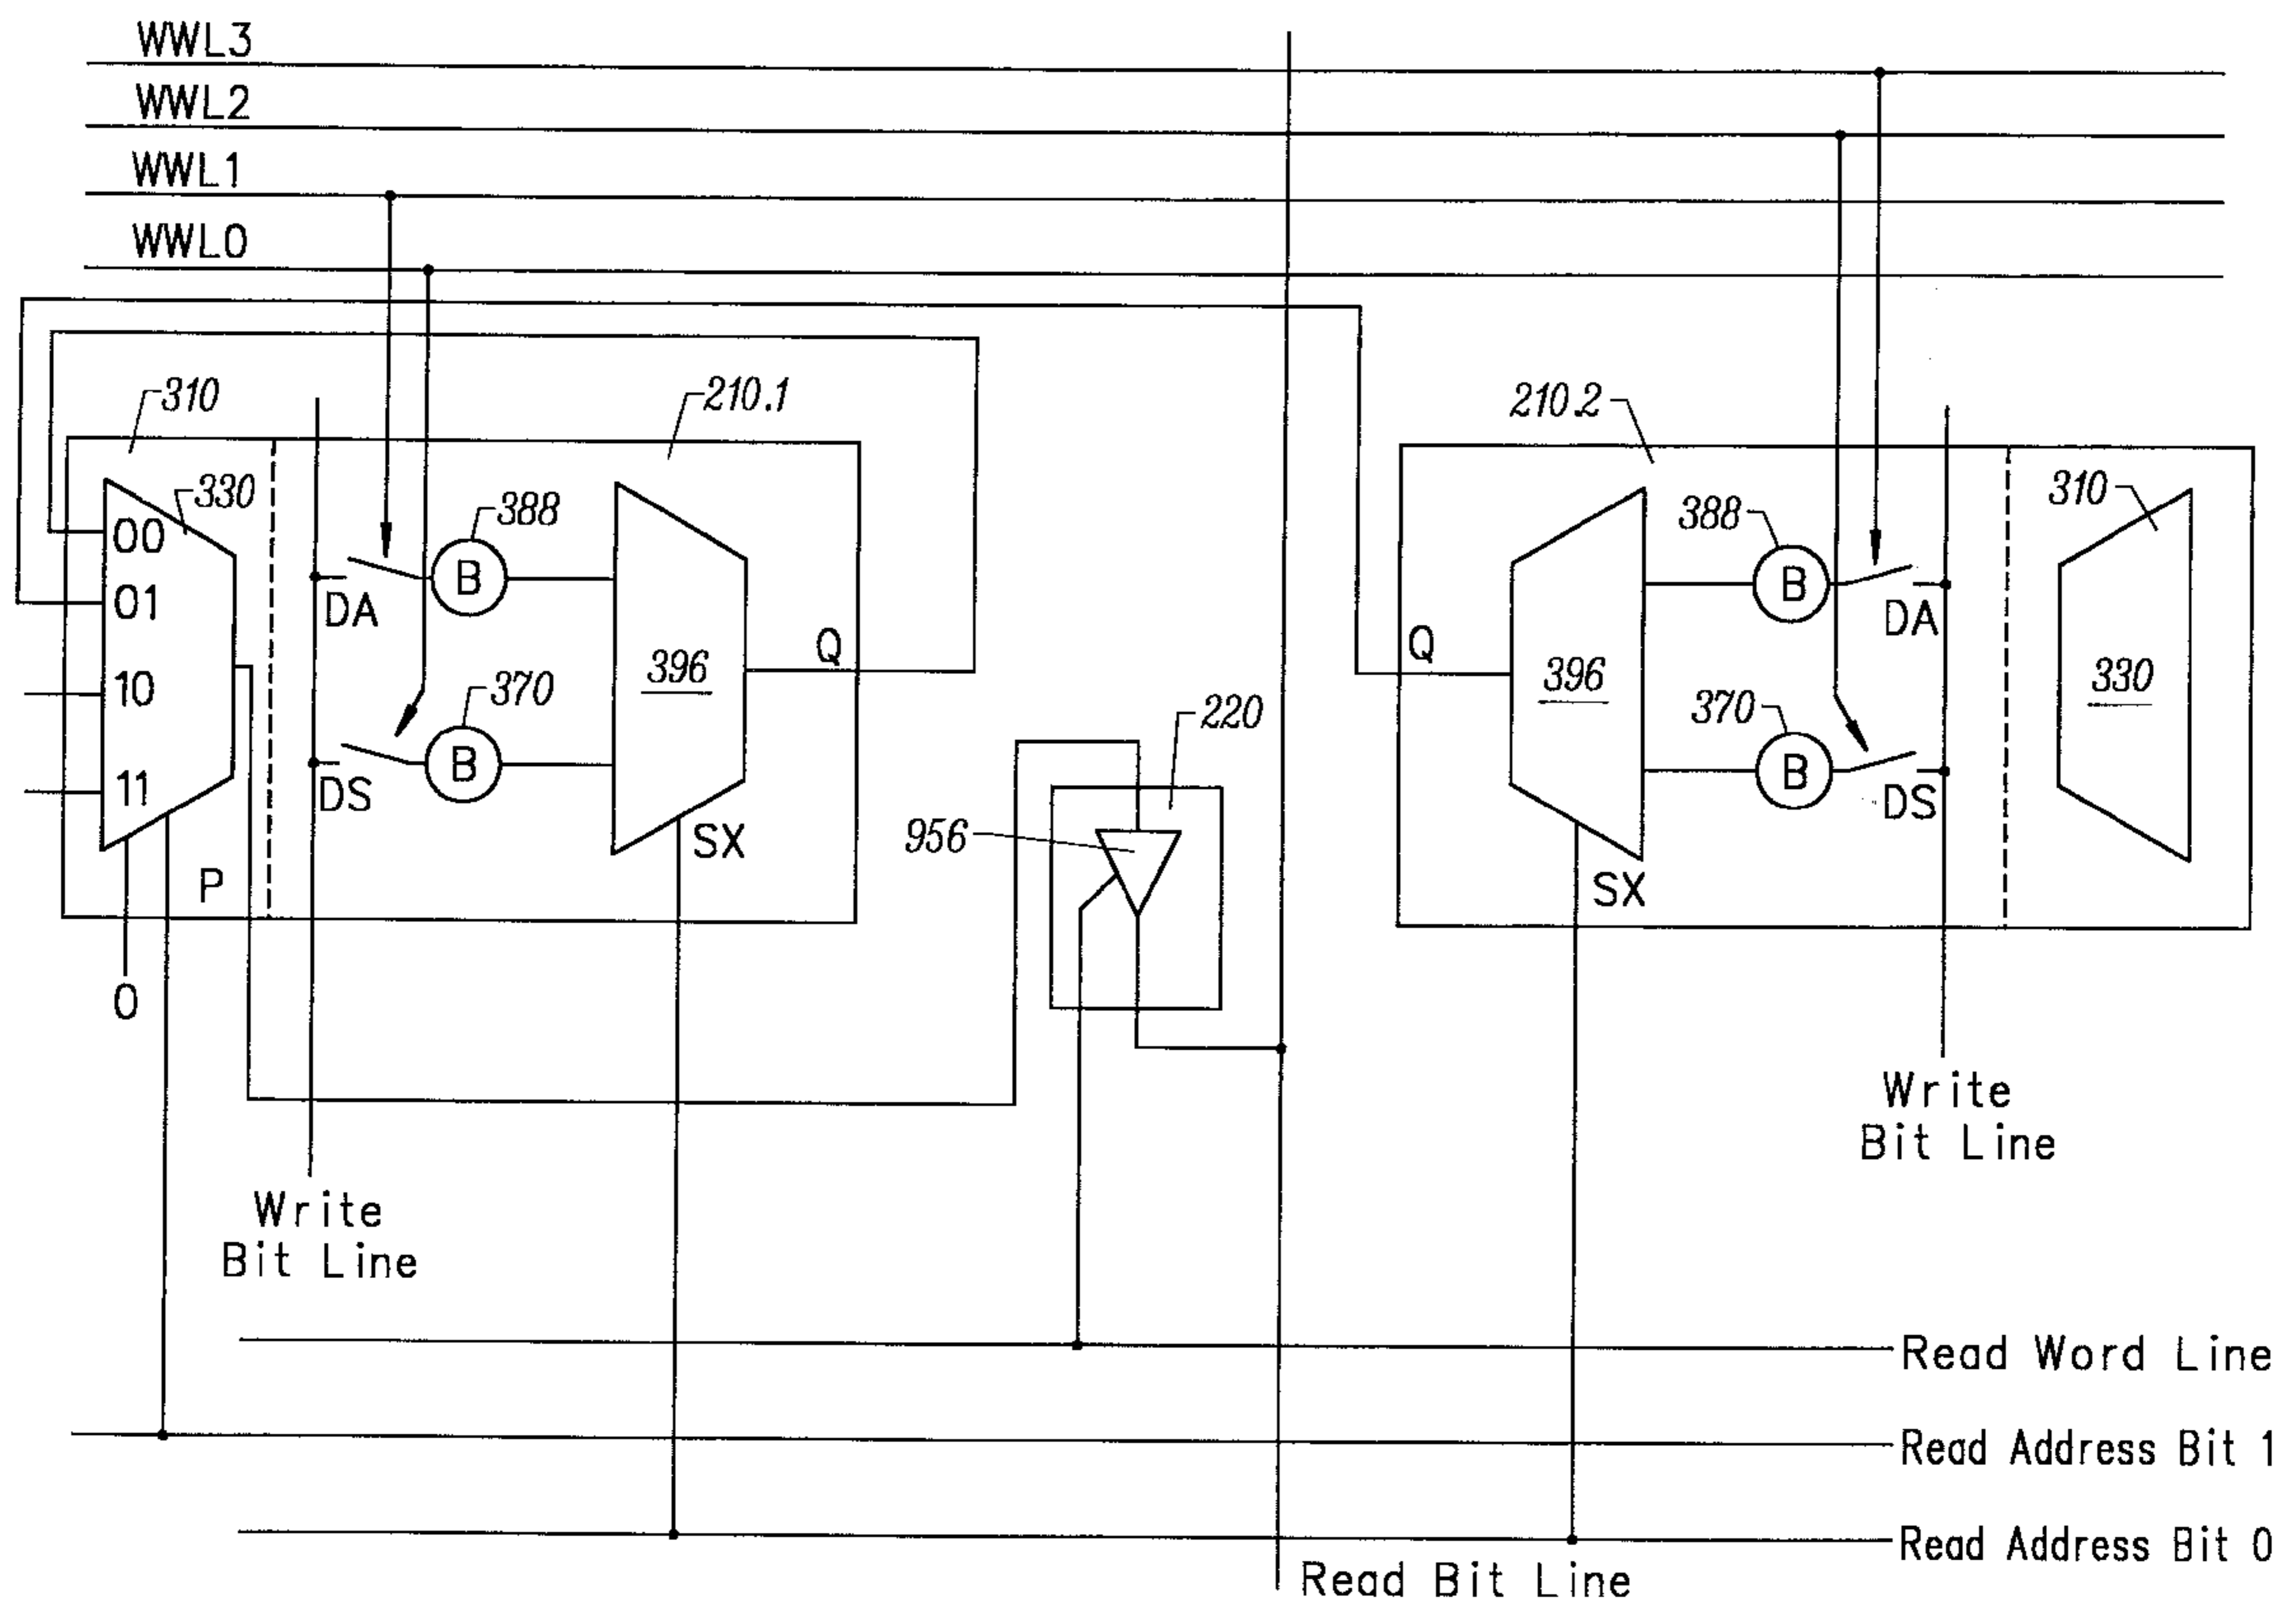 WWL3
WWL2
WWL1
WWL0
310
210.1
210.2
330
388
388
310
00
B
B
01
DA
DA
Q
Q
396
396
330
10
370
370
220
B
B
11
DS
DS
956
SX
SX
P
0
Write
Bit Line
Write
Bit Line
Read Word Line
Read Address Bit 1
Read Address Bit 0
Read Bit Line